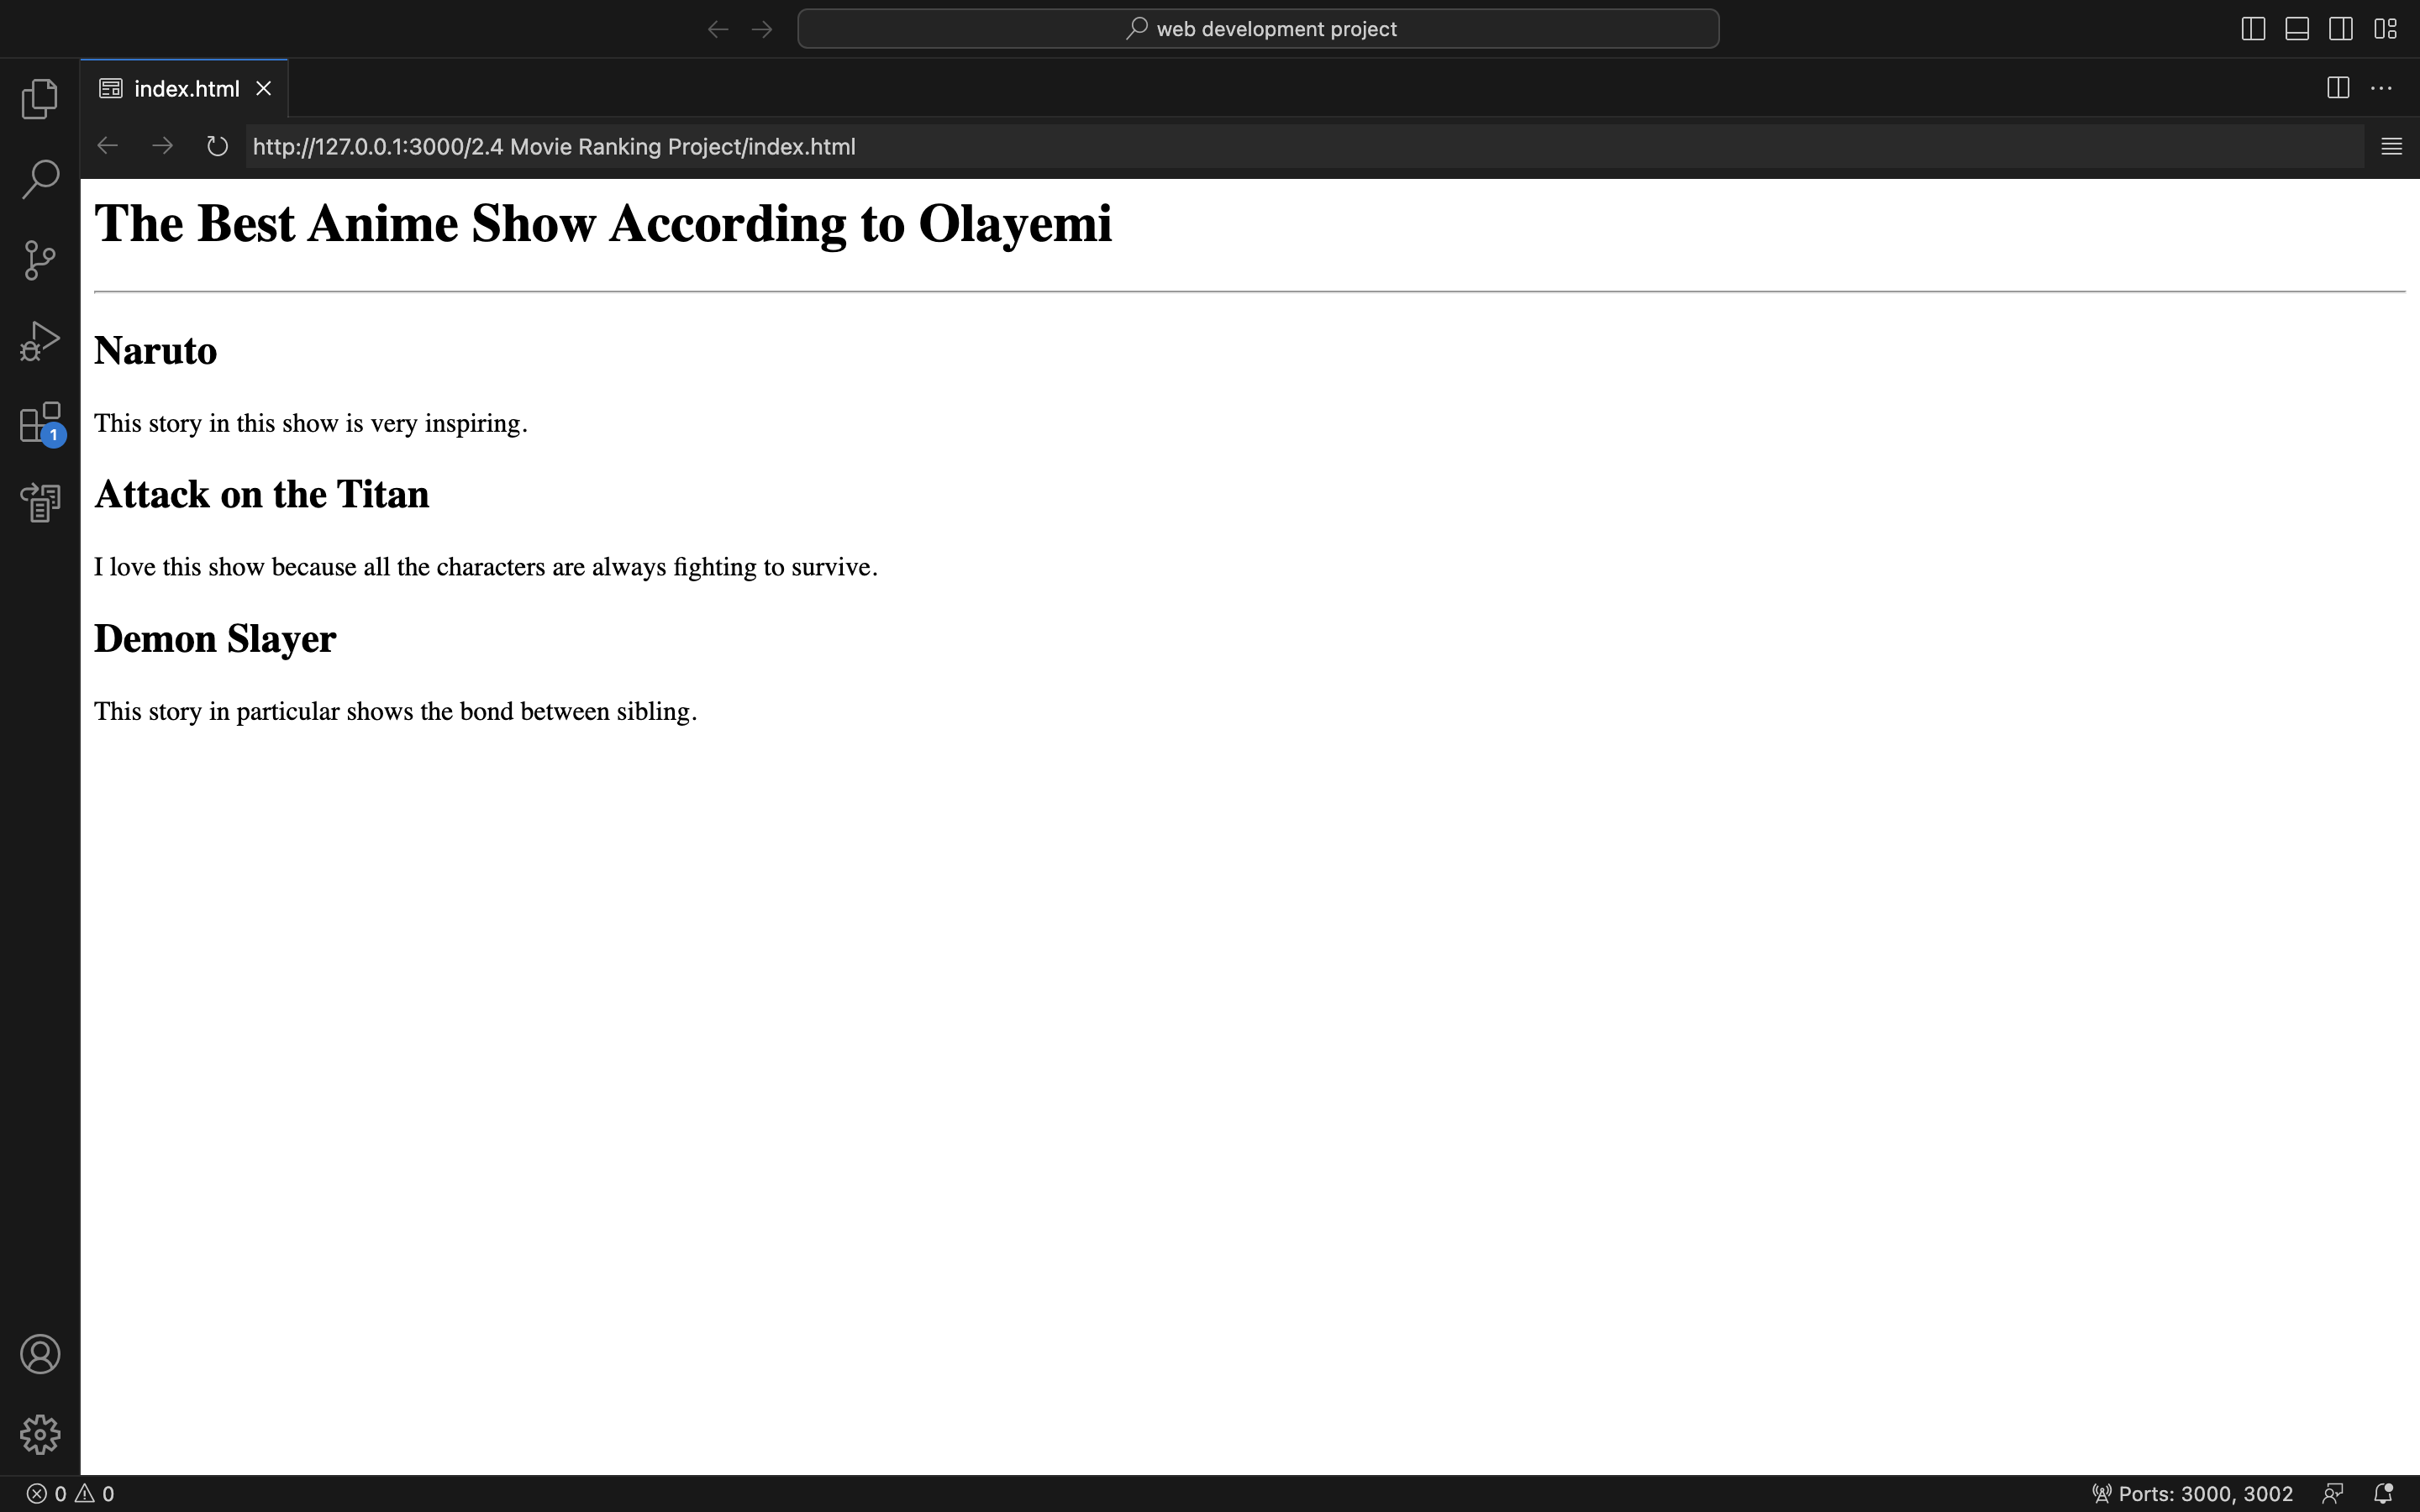 web development project
index.html
http://127.0.0.1:3000/2.4 Movie Ranking Project/index.html
The Best Anime Show According to Olayemi
Naruto
This story in this show is very inspiring.
Attack on the Titan
I love this show because all the characters are always fighting to survive.
Demon Slayer
This story in particular shows the bond between sibling.
1
0 0
Ports: 3000, 3002